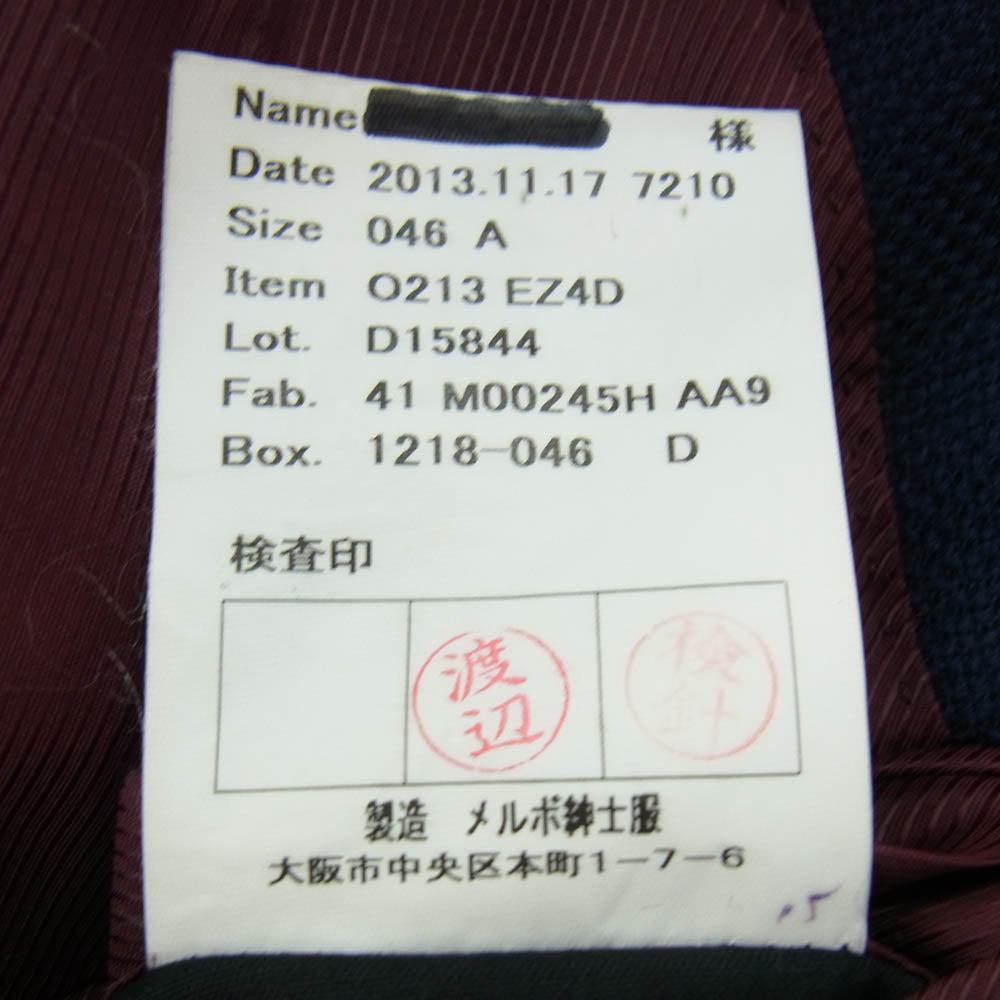 Name 様
Date 2013.11.17 7210
Size 046 A
Item O213 EZ4D
Lot. D15844
Fab. 41 M00245H AA9
Box. 1218-046 D
検査印
渡辺
検針
製造 メルボ紳士服
大阪市中央区本町1-7-6
.5